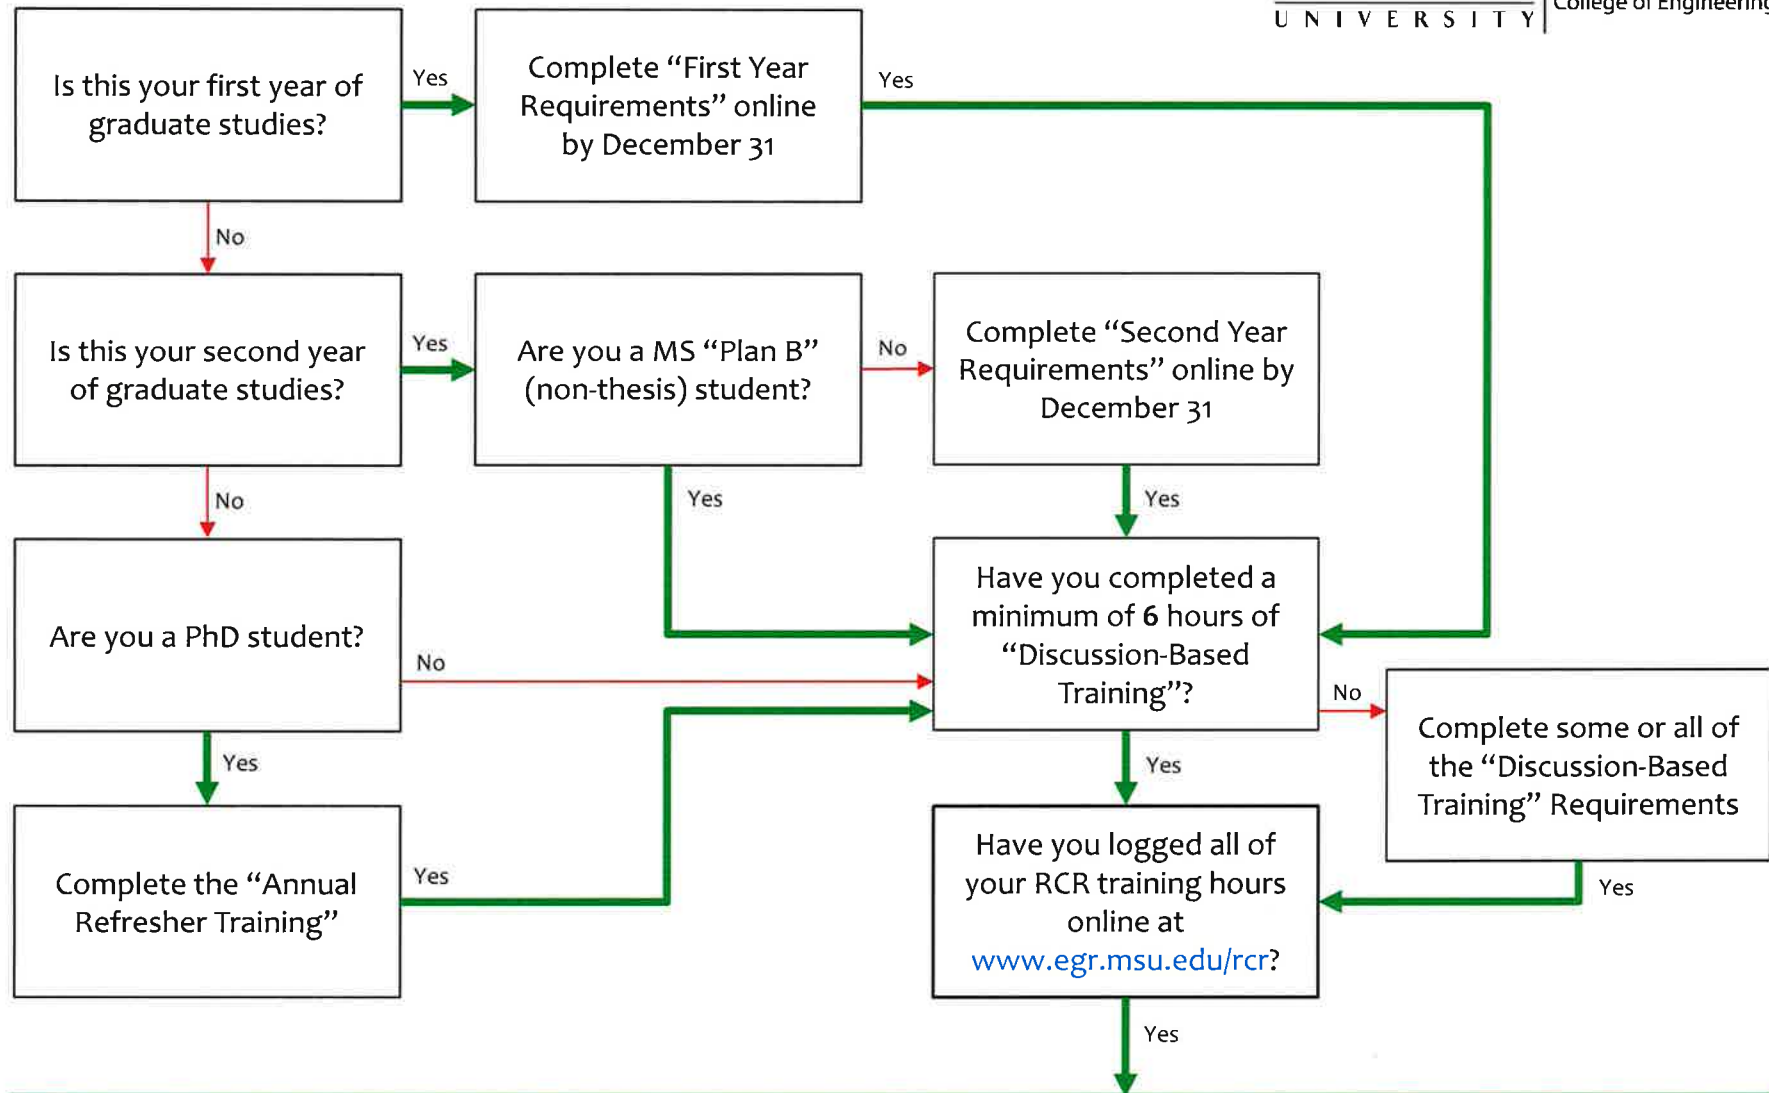 UNIVERSITY
College of Engineering
Is this your first year of
graduate studies?
Yes
Complete “First Year
Requirements” online
by December 31
Yes
No
Is this your second year
of graduate studies?
Yes
Are you a MS “Plan B”
(non-thesis) student?
No
Complete “Second Year
Requirements” online by
December 31
No
Yes
Yes
Are you a PhD student?
No
Have you completed a
minimum of 6 hours of
“Discussion-Based
Training”?
No
Complete some or all of
the “Discussion-Based
Training” Requirements
Yes
Yes
Complete the “Annual
Refresher Training”
Yes
Have you logged all of
your RCR training hours
online at
www.egr.msu.edu/rcr?
Yes
Yes